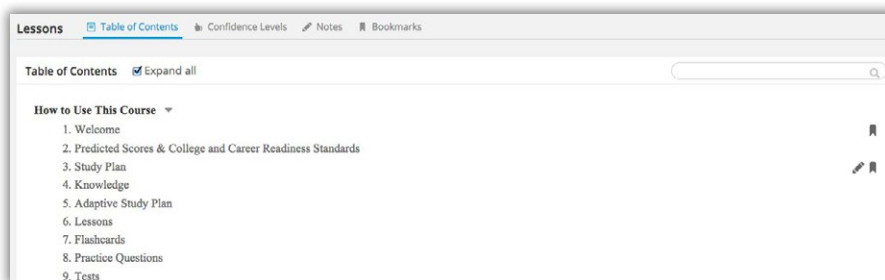 Lessons Table of Contents Confidence Levels Notes Bookmarks
Table of Contents Expand all
How to Use This Course
1. Welcome
2. Predicted Scores & College and Career Readiness Standards
3. Study Plan
4. Knowledge
5. Adaptive Study Plan
6. Lessons
7. Flashcards
8. Practice Questions
9. Tests